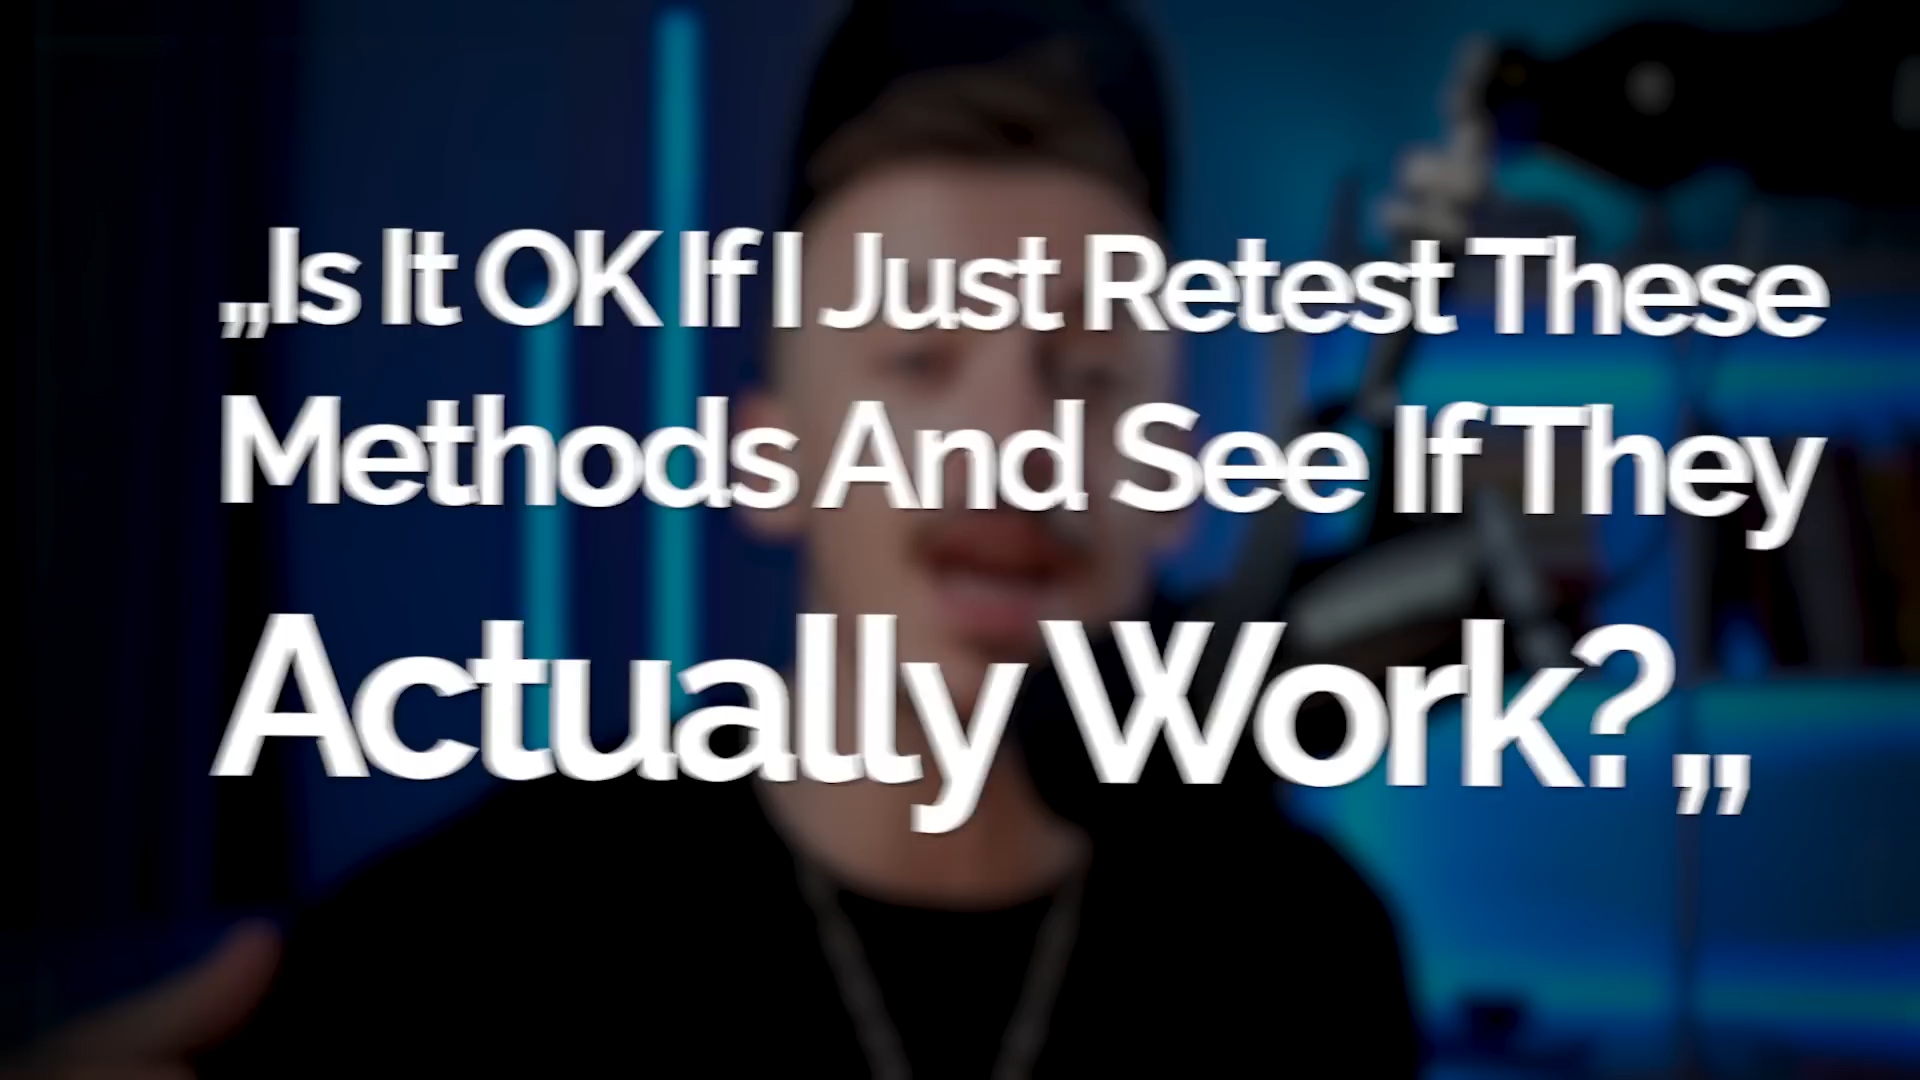 „Is It OK If I Just Retest These
Methods And See If They
Actually Work?„